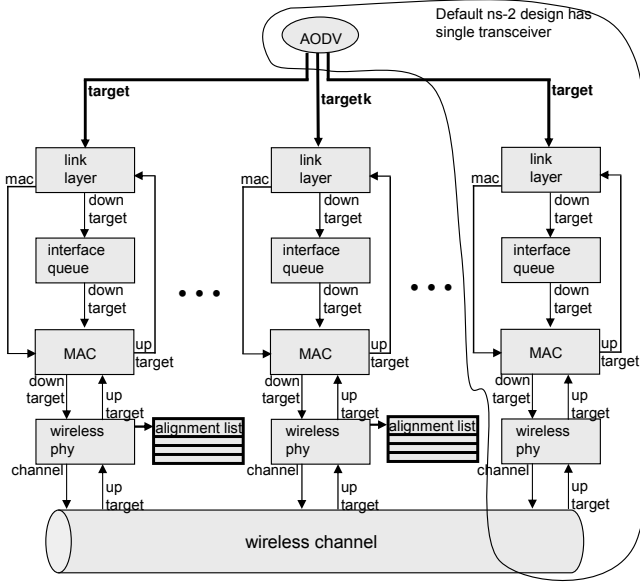 Default ns-2 design has
single transceiver
AODV
target
targetk
target
link
layer
mac
down
target
interface
queue
down
target
MAC
up
target
down
target
up
target
wireless
phy
alignment list
channel
up
target
link
layer
mac
down
target
interface
queue
down
target
MAC
up
target
down
target
up
target
wireless
phy
alignment list
channel
up
target
link
layer
mac
down
target
interface
queue
down
target
MAC
up
target
down
target
up
target
wireless
phy
channel
up
target
wireless channel